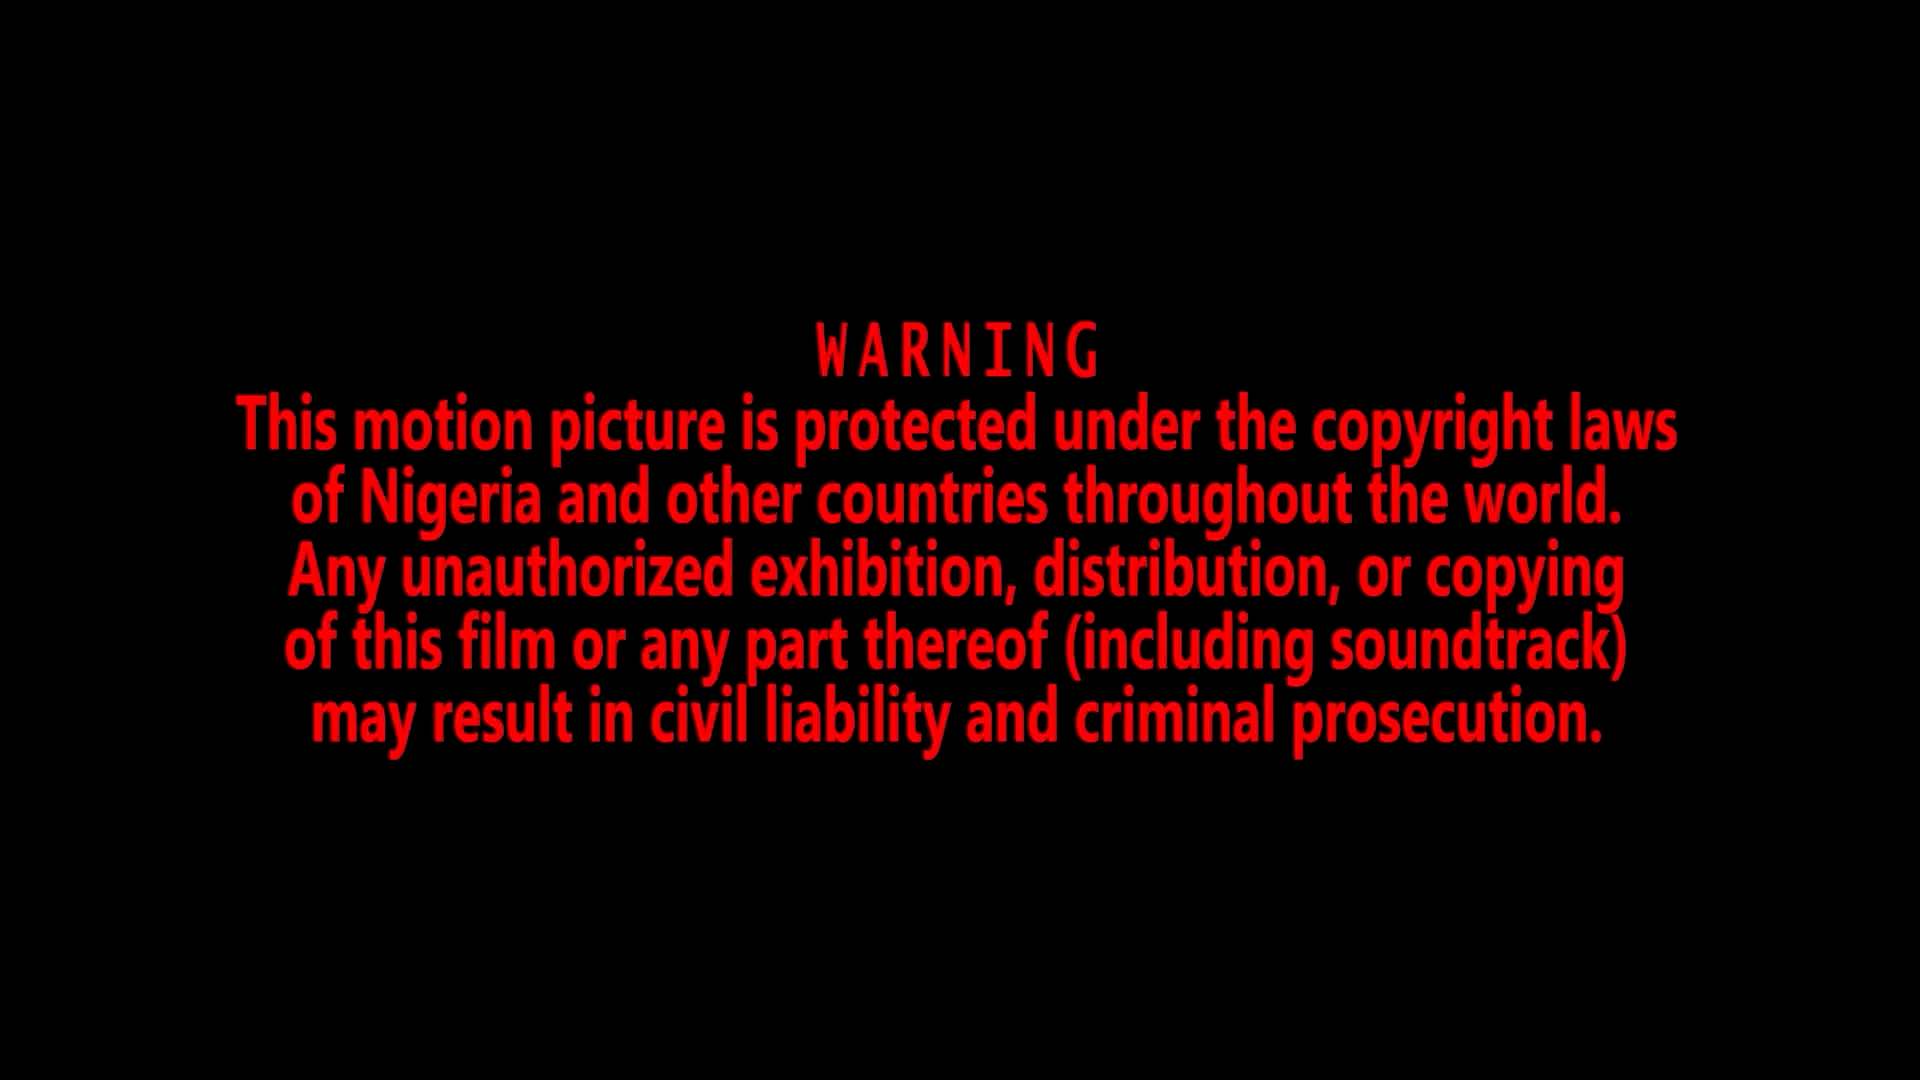 WARNING
This motion picture is protected under the copyright laws
of Nigeria and other countries throughout the world.
Any unauthorized exhibition, distribution, or copying
of this film or any part thereof (including soundtrack)
may result in civil liability and criminal prosecution.